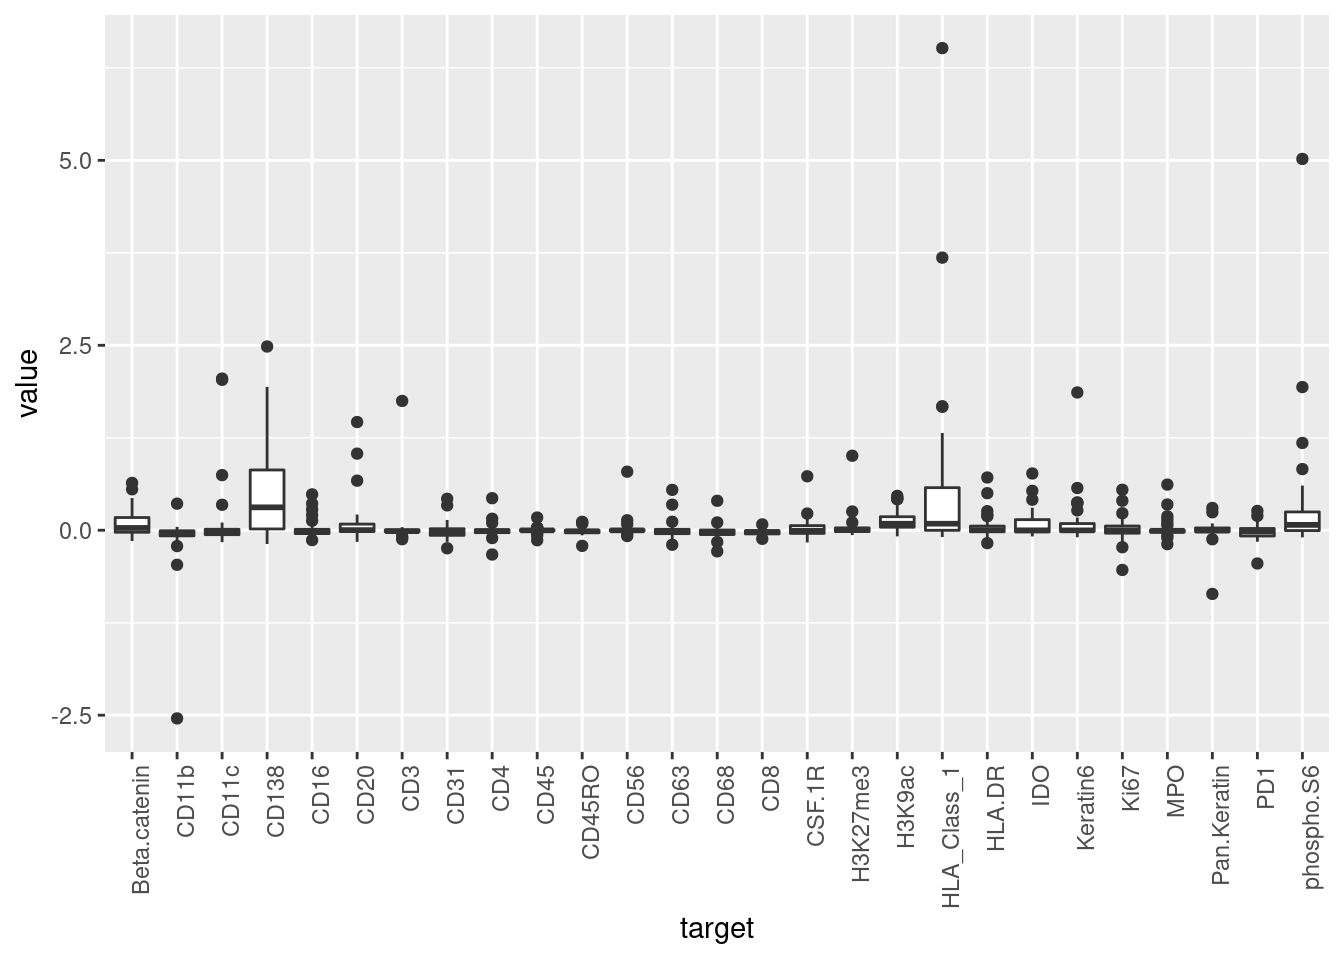 value
5.0
2.5
0.0
-2.5
Beta.catenin
CD11b
CD11c
CD138
CD16
CD20
CD3
CD31
CD4
CD45
CD45RO
CD56
CD63
CD68
CD8
CSF.1R
H3K27me3
H3K9ac
HLA_Class_1
HLA.DR
IDO
Keratin6
Ki67
MPO
Pan.Keratin
PD1
phospho.S6
target